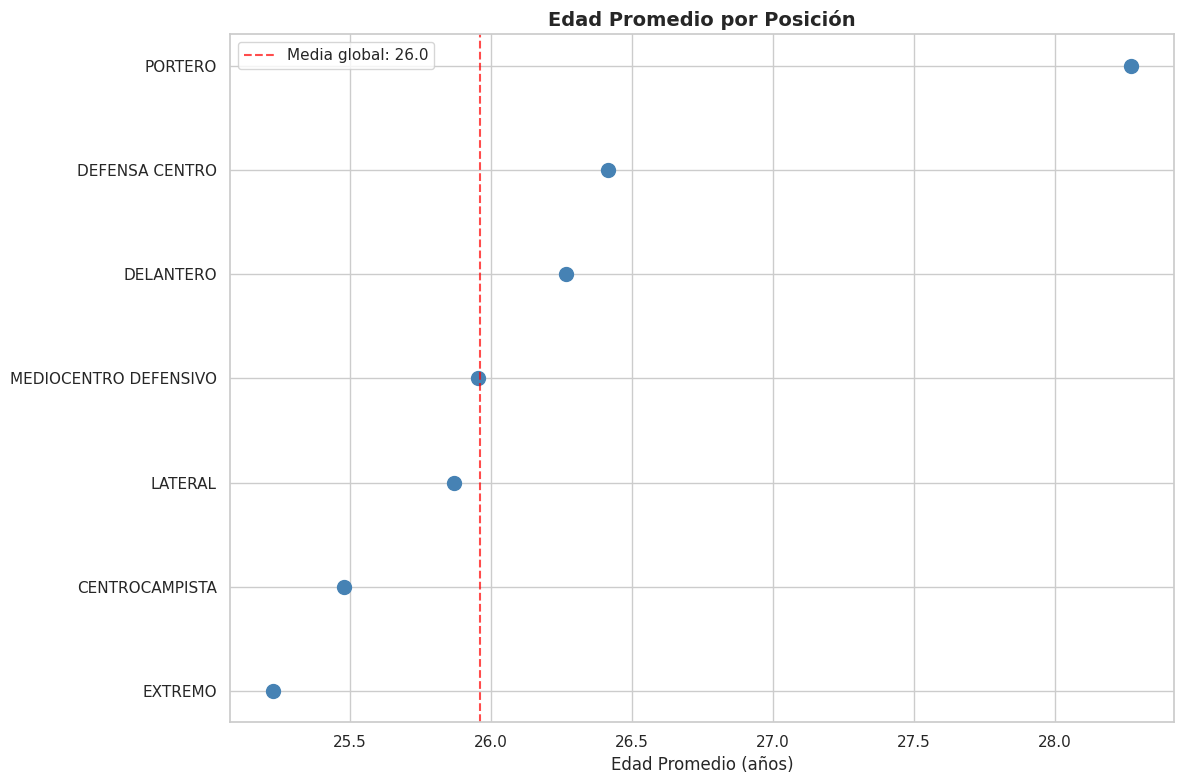 Edad Promedio por Posición
Media global: 26.0
PORTERO
DEFENSA CENTRO
DELANTERO
MEDIOCENTRO DEFENSIVO
LATERAL
CENTROCAMPISTA
EXTREMO
25.5 26.0 26.5 27.0 27.5 28.0
Edad Promedio (años)